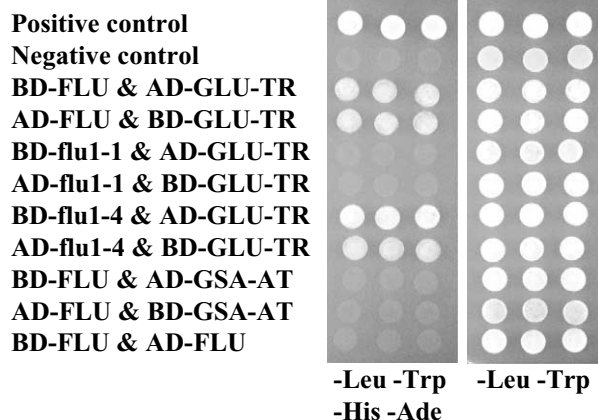 Positive control
Negative control
BD-FLU & AD-GLU-TR
AD-FLU & BD-GLU-TR
BD-flu1-1 & AD-GLU-TR
AD-flu1-1 & BD-GLU-TR
BD-flu1-4 & AD-GLU-TR
AD-flu1-4 & BD-GLU-TR
BD-FLU & AD-GSA-AT
AD-FLU & BD-GSA-AT
BD-FLU & AD-FLU
-Leu -Trp -Leu -Trp
-His -Ade